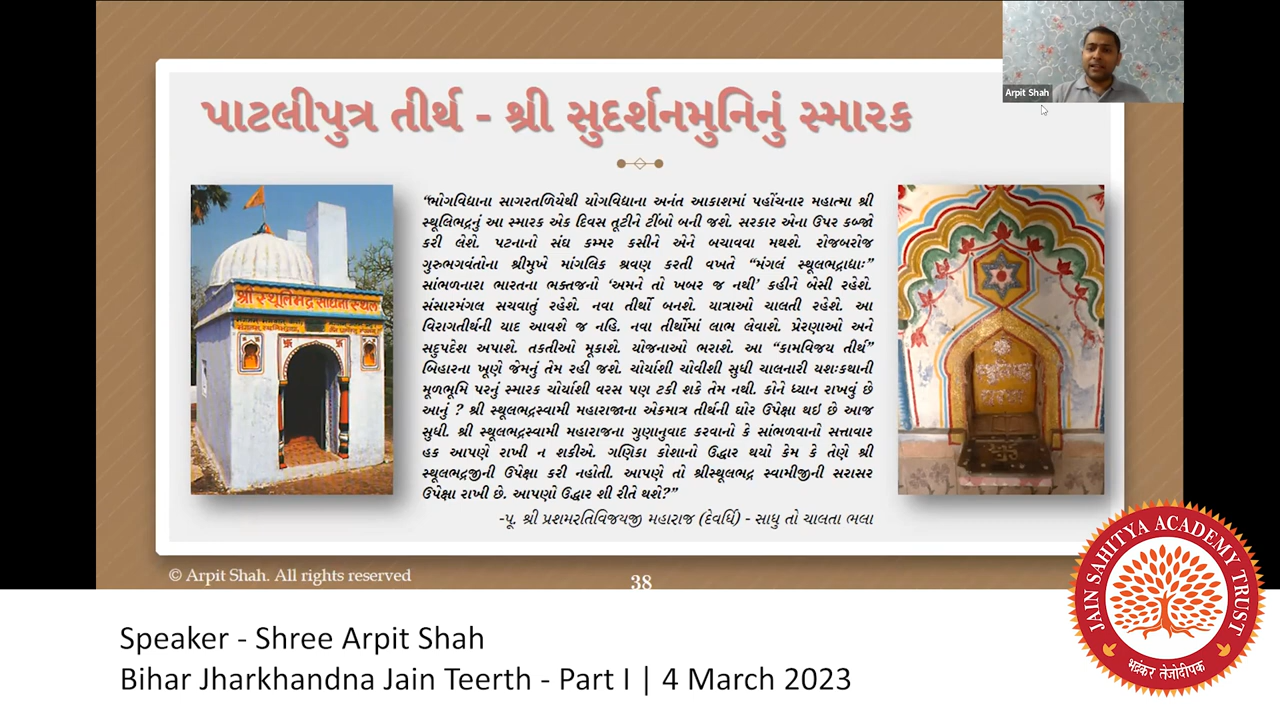 Arpit Shah
પાટલીપુત્ર તીર્થ - શ્રી સુદર્શનમુનિનું સ્મારક
“ભોગવિદ્યાના સાગરતળિયેથી યોગવિદ્યાના અનંત આકાશમાં પહોંચનાર મહાત્મા શ્રી
સ્થૂલિભદ્રનું આ સ્મારક એક દિવસ તૂટીને ટીંબો બની જશે. સરકાર એના ઉપર કબ્જો
કરી લેશે. પટનાનો સંઘ કમ્મર કસીને એને બચાવવા મથશે. રોજબરોજ
ગુરુભગવંતોના શ્રીમુખે માંગલિક શ્રવણ કરતી વખતે “મંગલં સ્થૂલભદ્રાદ્યાઃ”
સાંભળનારા ભારતના ભક્તજનો ‘અમને તો ખબર જ નથી’ કહીને બેસી રહેશે.
સંસારમંગલ સચવાતું રહેશે. નવા તીર્થો બનશે. યાત્રાઓ ચાલતી રહેશે. આ
વિરાગતીર્થની યાદ આવશે જ નહિ. નવા તીર્થોમાં લાભ લેવાશે. પ્રેરણાઓ અને
સદુપદેશ અપાશે. તકતીઓ મૂકાશે. યોજનાઓ ભરાશે. આ “કામવિજય તીર્થ”
બિહારના ખૂણે જેમનું તેમ રહી જશે. ચોર્યાશી ચોવીશી સુધી ચાલનારી યશઃકથાની
મૂળભૂમિ પરનું સ્મારક ચોર્યાશી વરસ પણ ટકી શકે તેમ નથી. કોને ધ્યાન રાખવું છે
આનું ? શ્રી સ્થૂલભદ્રસ્વામી મહારાજાના એકમાત્ર તીર્થની ઘોર ઉપેક્ષા થઇ છે આજ
સુધી. શ્રી સ્થૂલભદ્રસ્વામી મહારાજના ગુણાનુવાદ કરવાનો કે સાંભળવાનો સત્તાવાર
હક આપણે રાખી ન શકીએ. ગણિકા કોશાનો ઉદ્ધાર થયો કેમ કે તેણે શ્રી
સ્થૂલભદ્રજીની ઉપેક્ષા કરી નહોતી. આપણે તો શ્રીસ્થૂલભદ્ર સ્વામીજીની સરાસર
ઉપેક્ષા રાખી છે. આપણો ઉદ્ધાર શી રીતે થશે?”
-પૂ. શ્રી પ્રશમરતિવિજયજી મહારાજ (દેવર્ધિ) - સાધુ તો ચાલતા ભલા
श्री स्थूलिभद्र साधना स्थल
© Arpit Shah. All rights reserved
38
Speaker - Shree Arpit Shah
Bihar Jharkhandna Jain Teerth - Part I | 4 March 2023
JAIN SAHITYA ACADEMY TRUST
भद्रंकर तेजोदीपक